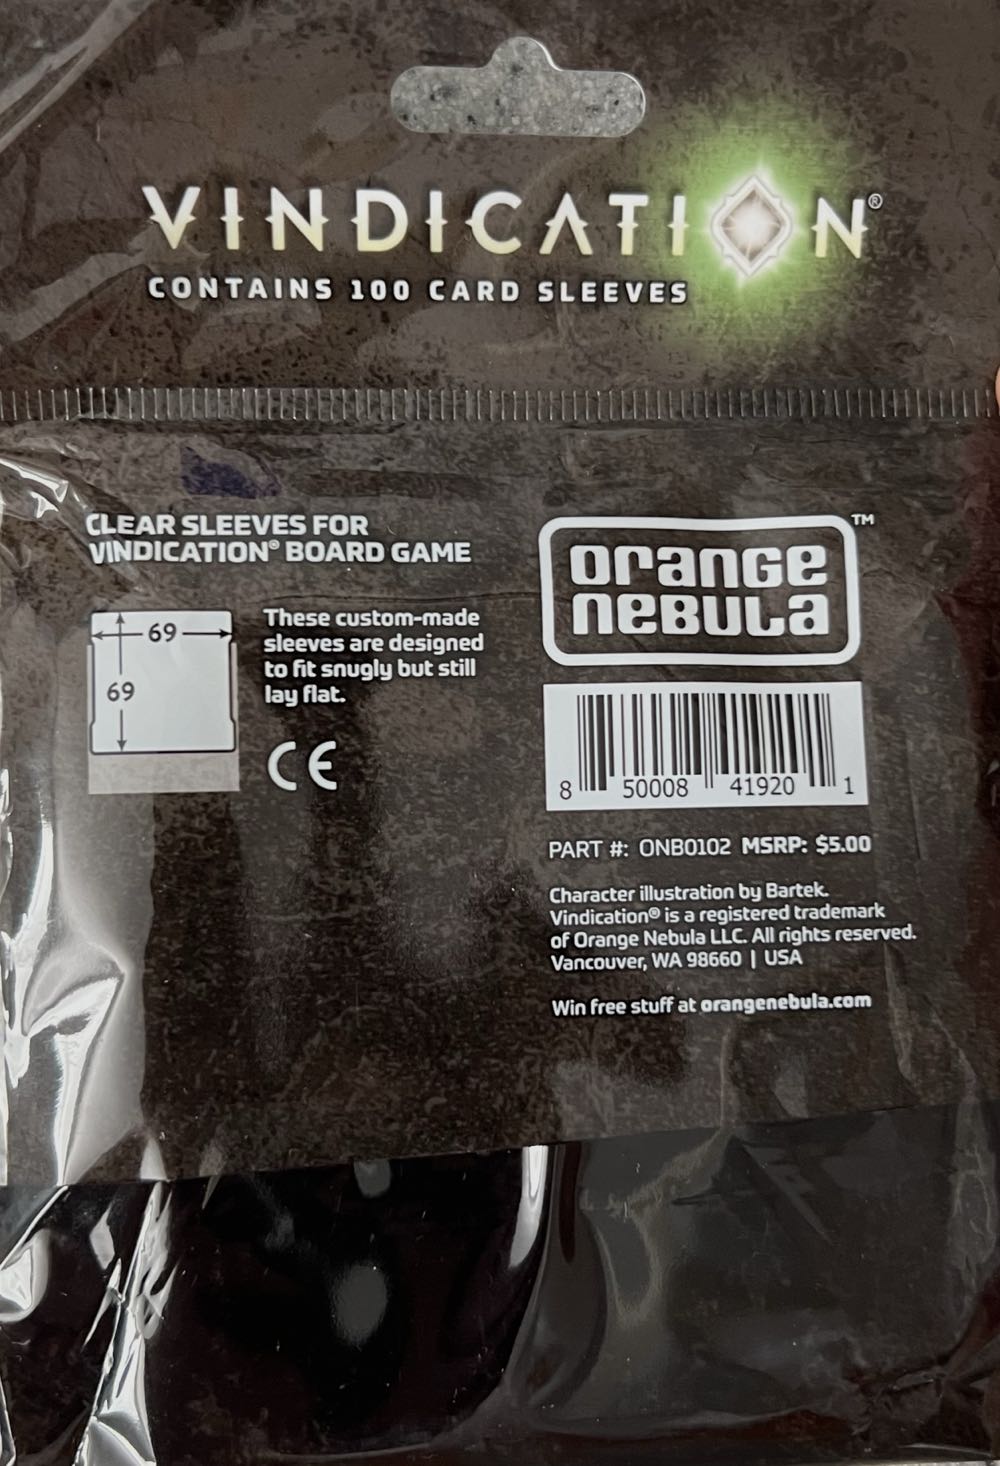 VINDICATION®
CONTAINS 100 CARD SLEEVES
CLEAR SLEEVES FOR
VINDICATION® BOARD GAME
69
69
These custom-made
sleeves are designed
to fit snugly but still
lay flat.
CE
orange™
nebula
8 50008 41920 1
PART #: ONB0102 MSRP: $5.00
Character illustration by Bartek.
Vindication® is a registered trademark
of Orange Nebula LLC. All rights reserved.
Vancouver, WA 98660 | USA
Win free stuff at orangenebula.com